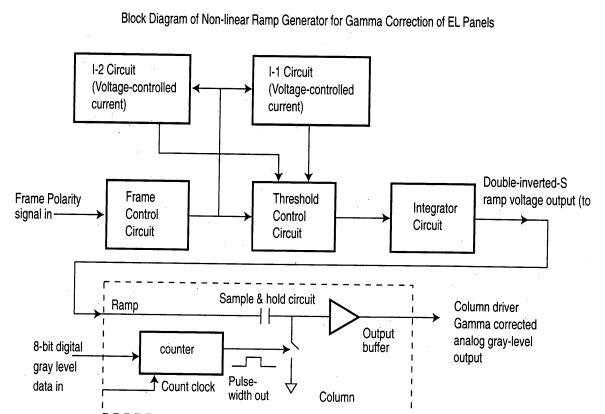 Block Diagram of Non-linear Ramp Generator for Gamma Correction of EL Panels
I-2 Circuit
(Voltage-controlled
current)
I-1 Circuit
(Voltage-controlled
current)
Frame Polarity
signal in
Frame
Control
Circuit
Threshold
Control
Circuit
Integrator
Circuit
Double-inverted-S
ramp voltage output (to
Ramp
Sample & hold circuit
Output
buffer
Column driver
Gamma corrected
analog gray-level
output
8-bit digital
gray level
data in
counter
Count clock
Pulse-
width out
Column